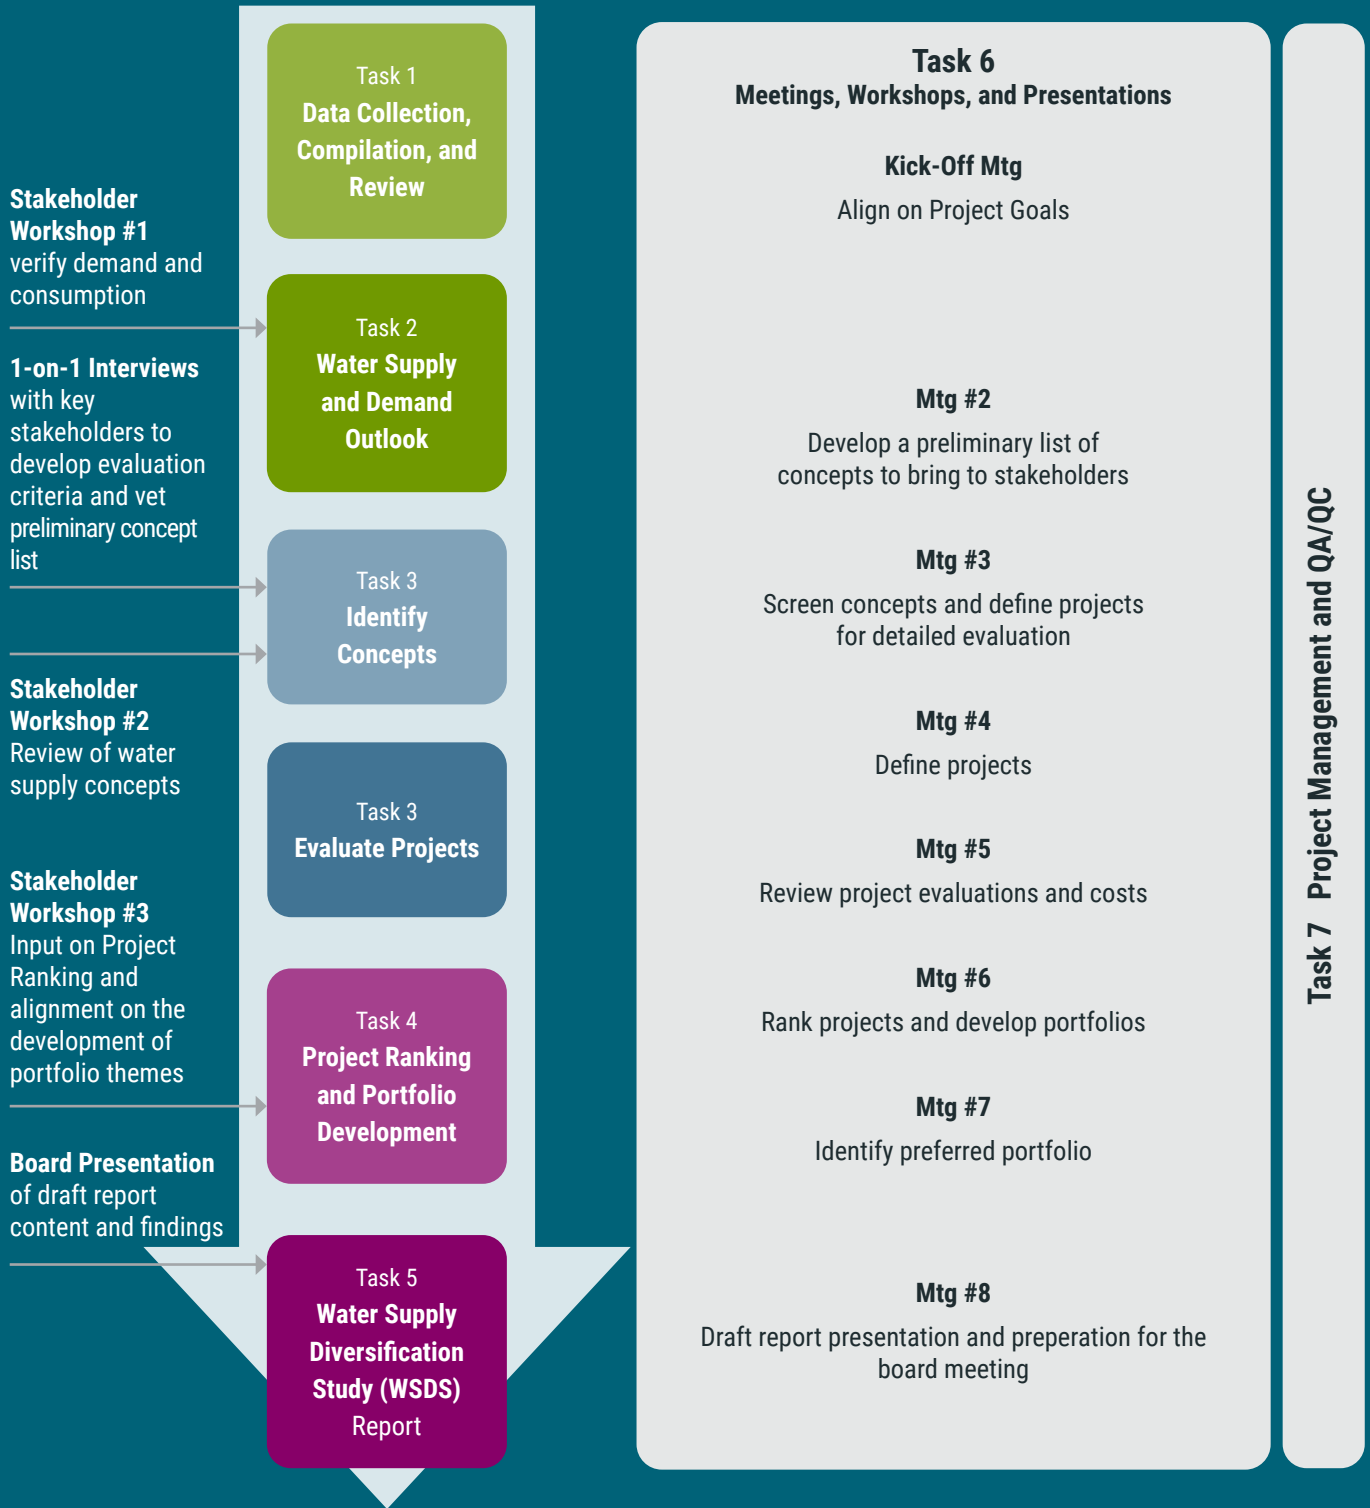 Stakeholder
Workshop #1
verify demand and
consumption
1-on-1 Interviews
with key
stakeholders to
develop evaluation
criteria and vet
preliminary concept
list
Stakeholder
Workshop #2
Review of water
supply concepts
Stakeholder
Workshop #3
Input on Project
Ranking and
alignment on the
development of
portfolio themes
Board Presentation
of draft report
content and findings
Task 1
Data Collection,
Compilation, and
Review
Task 2
Water Supply
and Demand
Outlook
Task 3
Identify
Concepts
Task 3
Evaluate Projects
Task 4
Project Ranking
and Portfolio
Development
Task 5
Water Supply
Diversification
Study (WSDS)
Report
Task 6
Meetings, Workshops, and Presentations
Kick-Off Mtg
Align on Project Goals
Mtg #2
Develop a preliminary list of
concepts to bring to stakeholders
Mtg #3
Screen concepts and define projects
for detailed evaluation
Mtg #4
Define projects
Mtg #5
Review project evaluations and costs
Mtg #6
Rank projects and develop portfolios
Mtg #7
Identify preferred portfolio
Mtg #8
Draft report presentation and preperation for the
board meeting
Task 7 Project Management and QA/QC